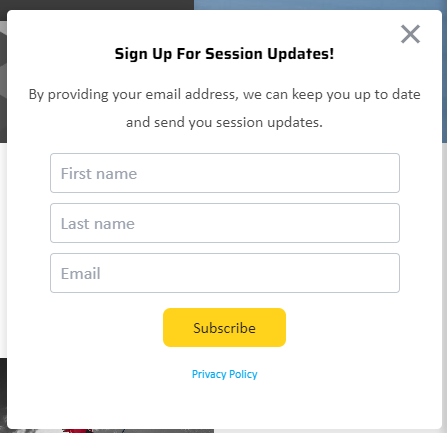 Sign Up For Session Updates!
By providing your email address, we can keep you up to date
and send you session updates.
First name
Last name
Email
Subscribe
Privacy Policy